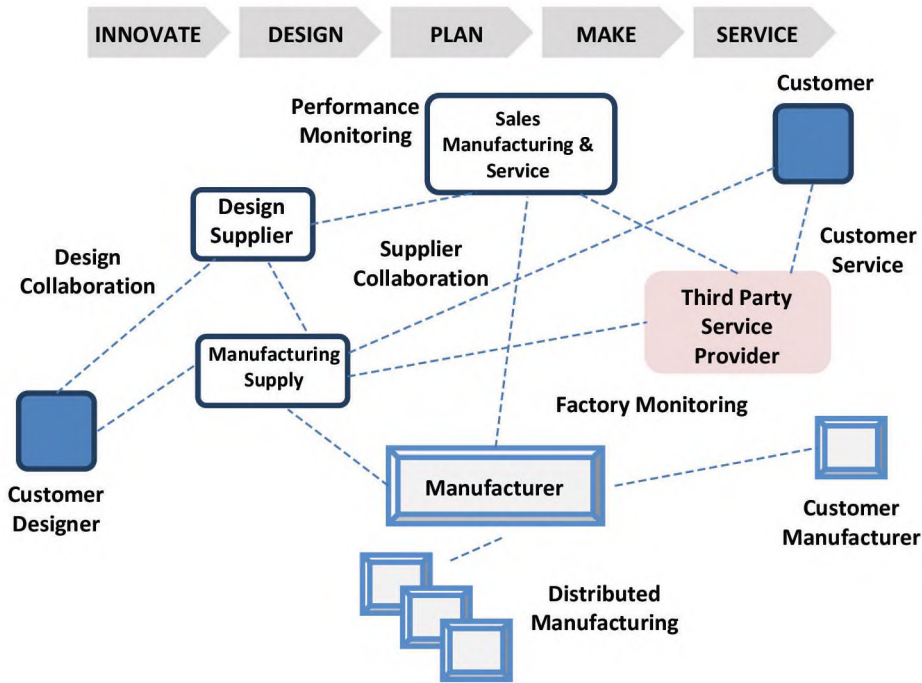 INNOVATE
DESIGN
PLAN
MAKE
SERVICE
Customer
Performance
Monitoring
Sales
Manufacturing &
Service
Design
Supplier
Design
Collaboration
Supplier
Collaboration
Customer
Service
Third Party
Service
Provider
Manufacturing
Supply
Factory Monitoring
Manufacturer
Customer
Designer
Customer
Manufacturer
Distributed
Manufacturing